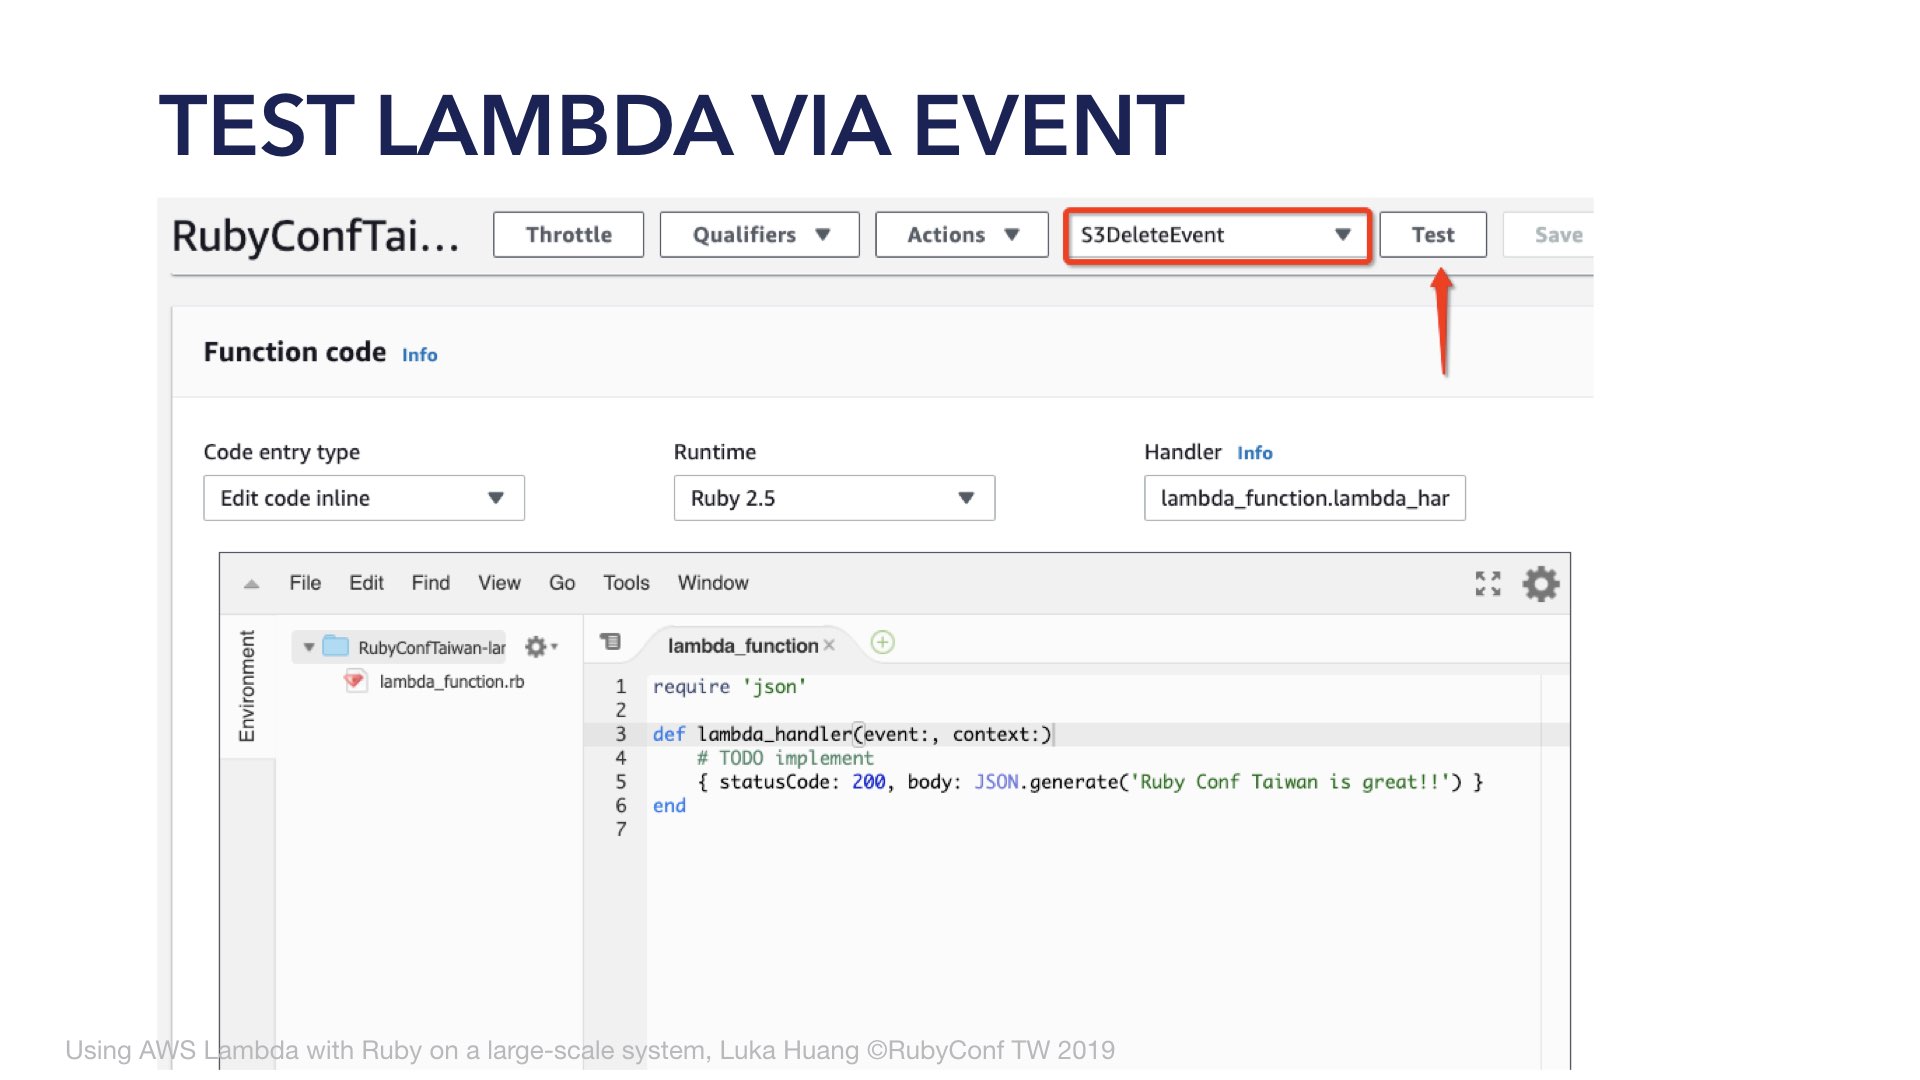 TEST LAMBDA VIA EVENT
RubyConfTai... Throttle Qualifiers Actions S3DeleteEvent Test Save
Function code Info
Code entry type Runtime Handler Info
Edit code inline Ruby 2.5 lambda_function.lambda_har
File Edit Find View Go Tools Window
Environment
RubyConfTaiwan-lar
lambda_function.rb
lambda_function
1 require 'json'
2
3 def lambda_handler(event:, context:)
4 # TODO implement
5 { statusCode: 200, body: JSON.generate('Ruby Conf Taiwan is great!!') }
6 end
7
Using AWS Lambda with Ruby on a large-scale system, Luka Huang ©RubyConf TW 2019